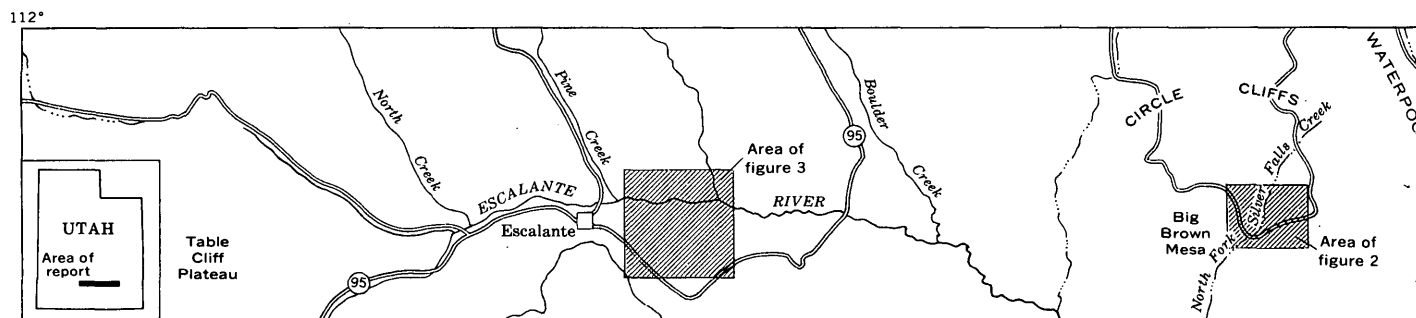 112°
North
Creek
Pine
Creek
Boulder
Creek
95
CIRCLE
CLIFFS
Creek
Falls
Silver
North Fork
Area of
figure 3
ESCALANTE
RIVER
Escalante
Big
Brown
Mesa
Area of
figure 2
UTAH
Area of
report
Table
Cliff
Plateau
95